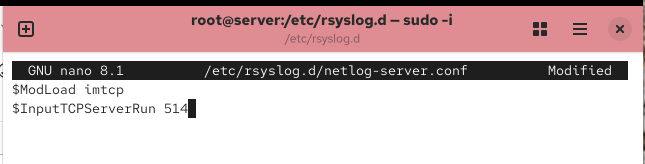 root@server:/etc/rsyslog.d — sudo -i
/etc/rsyslog.d
GNU nano 8.1 /etc/rsyslog.d/netlog-server.conf Modified
$ModLoad imtcp
$InputTCPServerRun 514